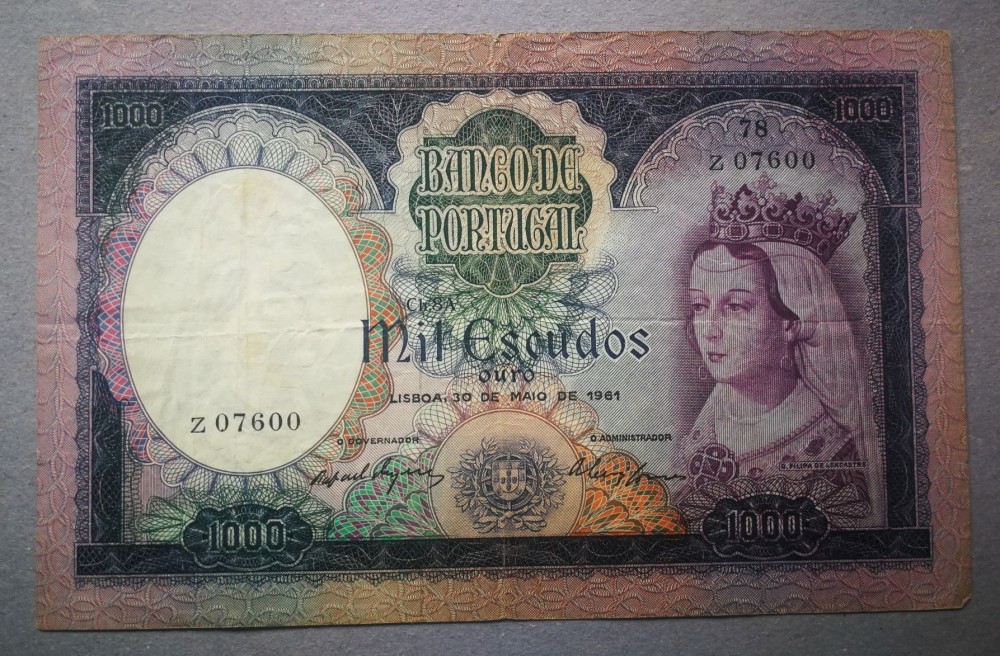 1000
1000
78
Z 07600
BANCO DE
PORTUGAL
Ch. 8A
Mil Escudos
ouro
LISBOA, 30 DE MAIO DE 1961
Z 07600
O GOVERNADOR
O ADMINISTRADOR
D. FILIPA DE LENCASTRE
1000
1000